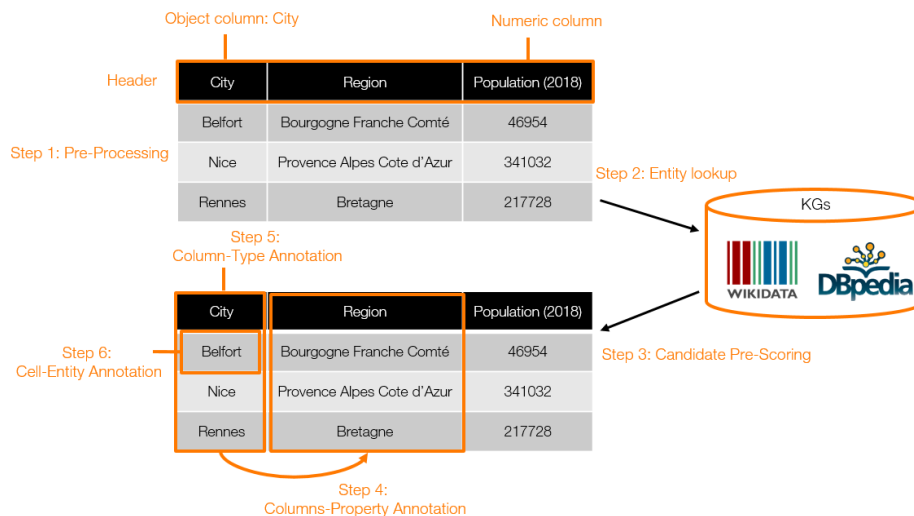 Object column: City
Numeric column
Header
City Region Population (2018)
Belfort Bourgogne Franche Comté 46954
Step 1: Pre-Processing
Nice Provence Alpes Cote d'Azur 341032
Step 2: Entity lookup
Rennes Bretagne 217728
KGs
WIKIDATA
DBpedia
Step 5:
Column-Type Annotation
City Region Population (2018)
Step 6:
Cell-Entity Annotation
Belfort Bourgogne Franche Comté 46954
Step 3: Candidate Pre-Scoring
Nice Provence Alpes Cote d'Azur 341032
Rennes Bretagne 217728
Step 4:
Columns-Property Annotation